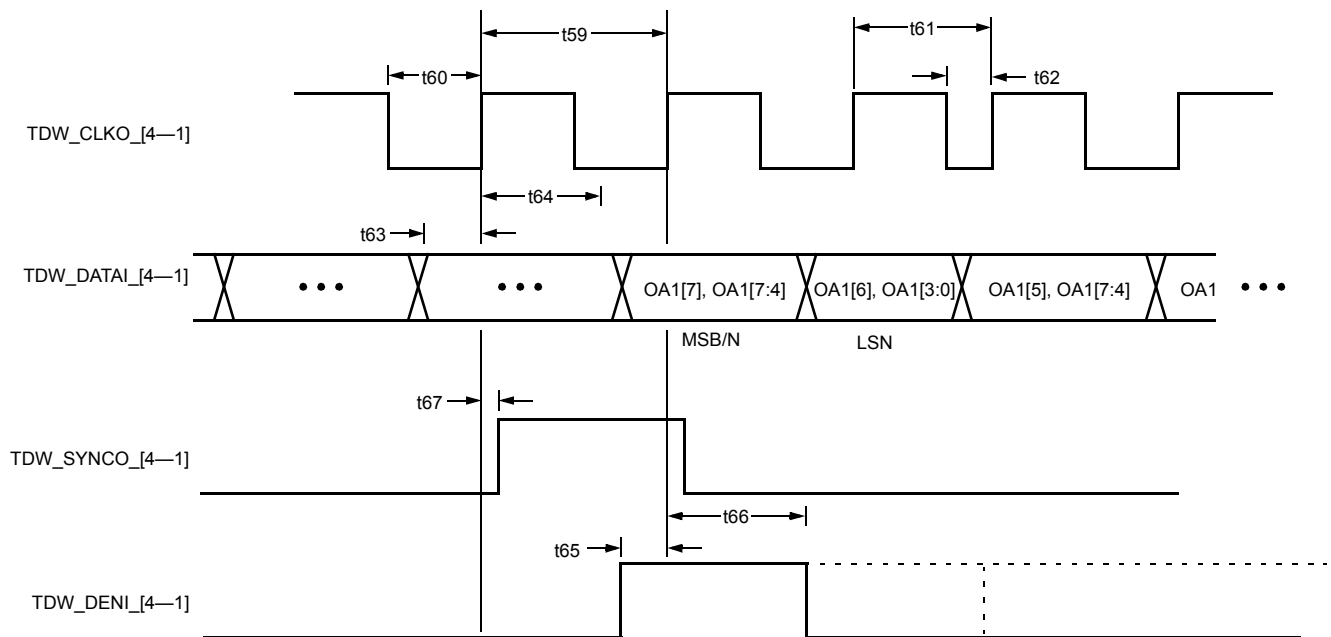 t59
t61
t60
t62
TDW_CLKO_[4—1]
t64
t63
TDW_DATAI_[4—1]
• • •
• • •
OA1[7], OA1[7:4]
OA1[6], OA1[3:0]
OA1[5], OA1[7:4]
OA1
• • •
MSB/N
LSN
t67
TDW_SYNCO_[4—1]
t66
t65
TDW_DENI_[4—1]